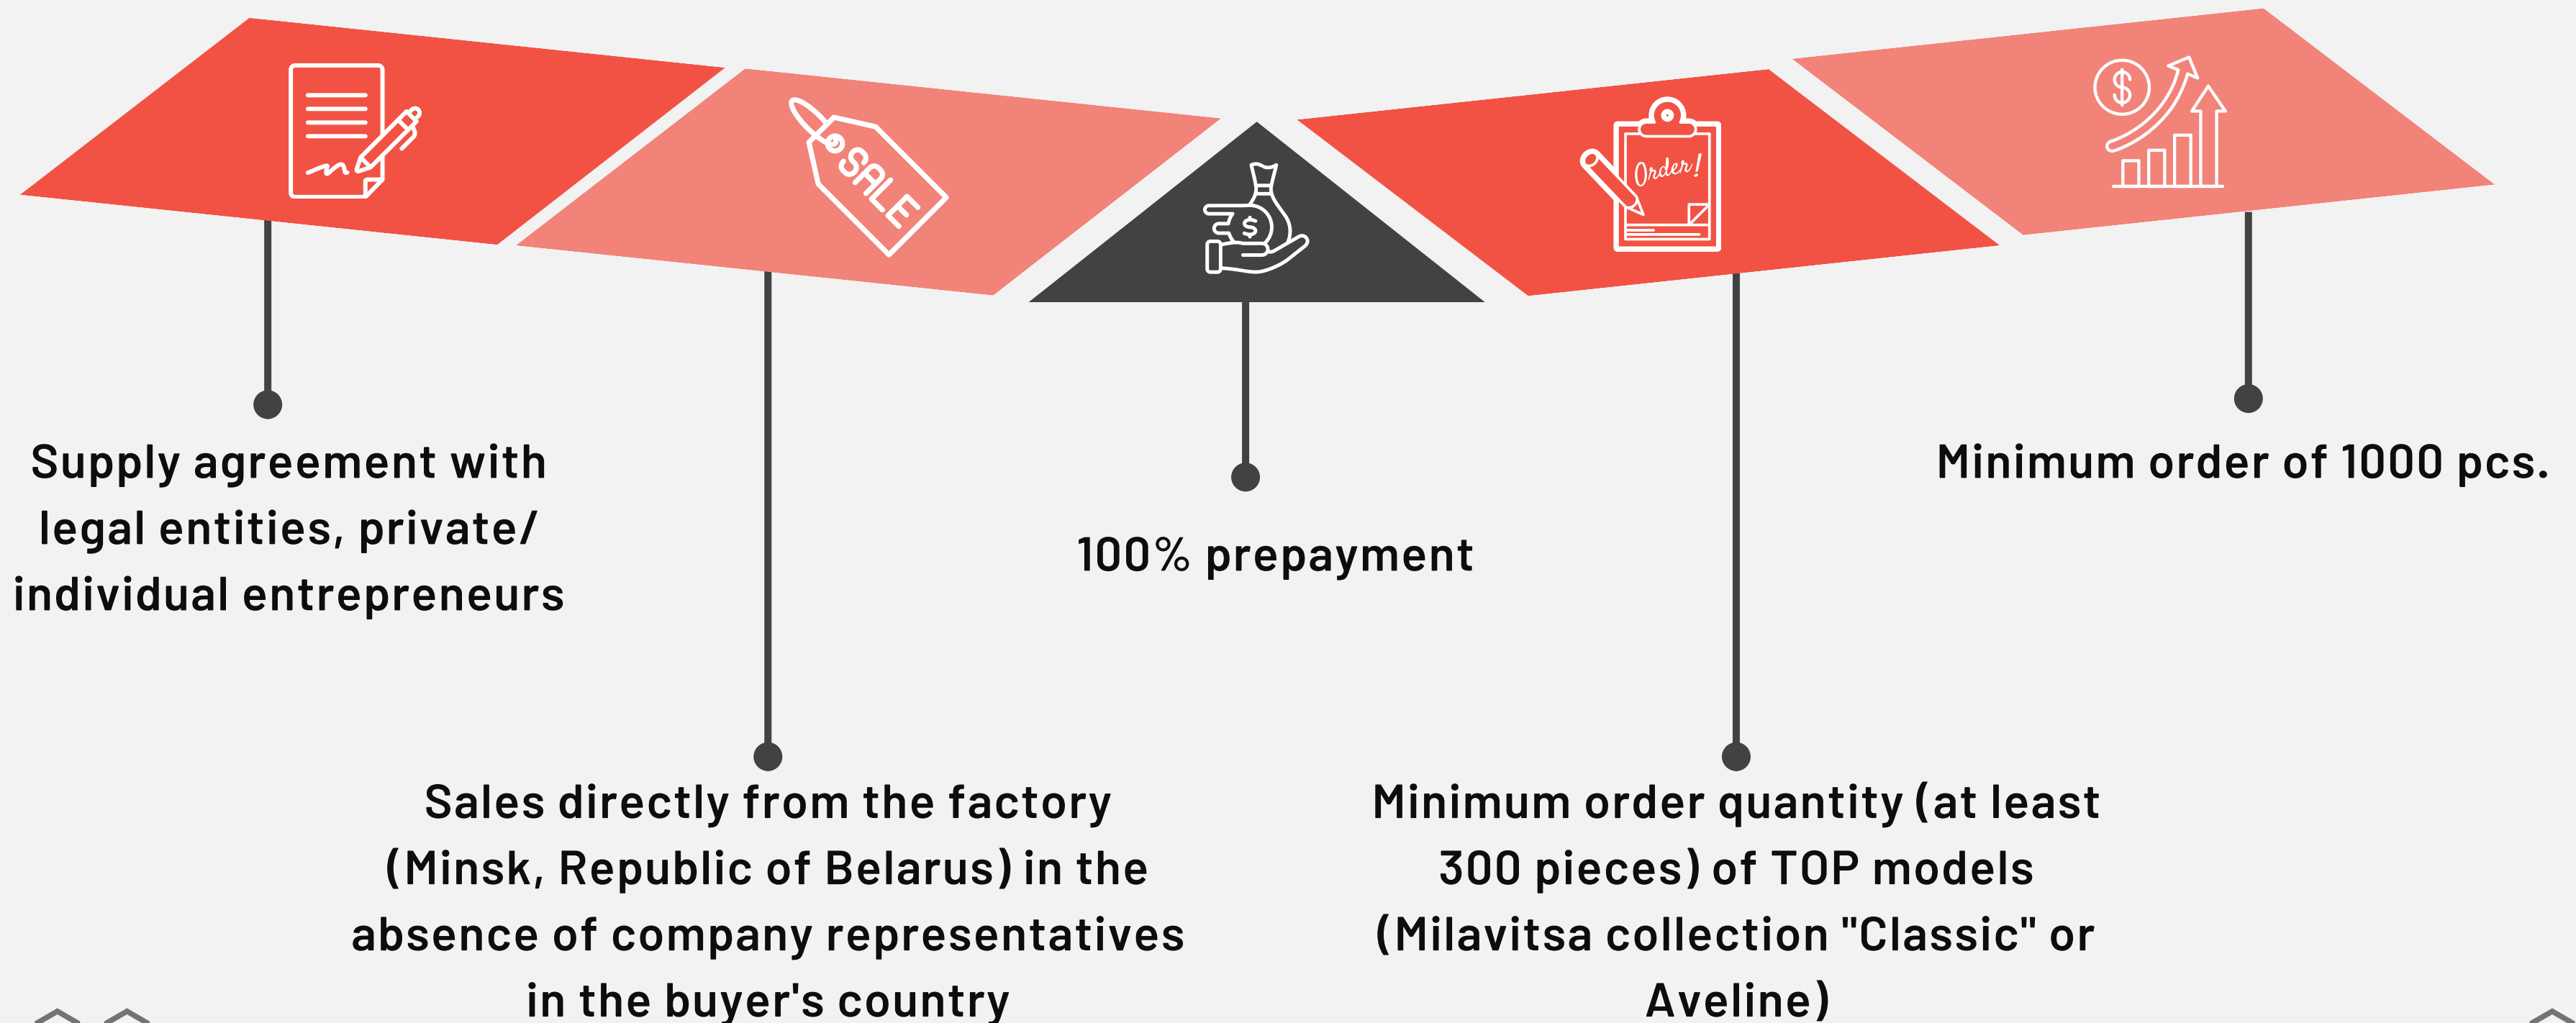 SALE
$
Order!
$
Supply agreement with
legal entities, private/
individual entrepreneurs
Sales directly from the factory
(Minsk, Republic of Belarus) in the
absence of company representatives
in the buyer's country
100% prepayment
Minimum order quantity (at least
300 pieces) of TOP models
(Milavitsa collection "Classic" or
Aveline)
Minimum order of 1000 pcs.